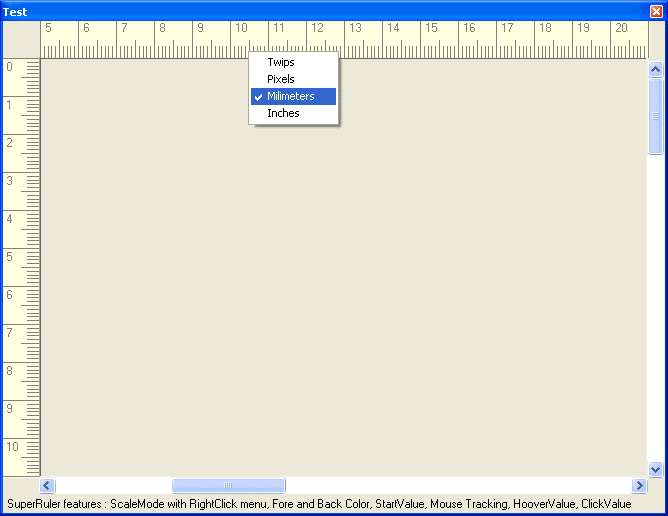 Test
5 6 7 8 9 10 11 12 13 14 15 16 17 18 19 20
Twips
Pixels
Milimeters
Inches
0
1
2
3
4
5
6
7
8
9
10
SuperRuler features : ScaleMode with RightClick menu, Fore and Back Color, StartValue, Mouse Tracking, HooverValue, ClickValue